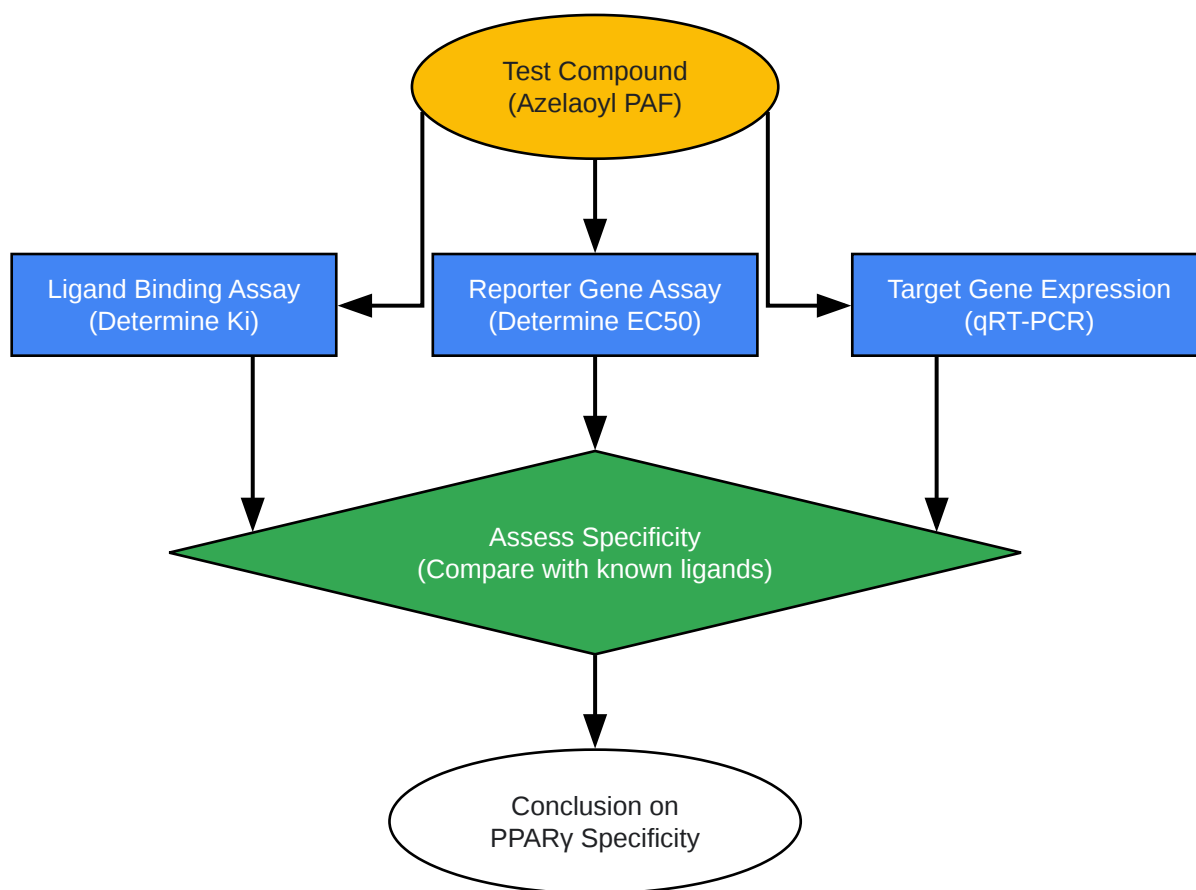 Test Compound
(Azelaoyl PAF)
Ligand Binding Assay
(Determine Ki)
Reporter Gene Assay
(Determine EC50)
Target Gene Expression
(qRT-PCR)
Assess Specificity
(Compare with known ligands)
Conclusion on
PPARγ Specificity